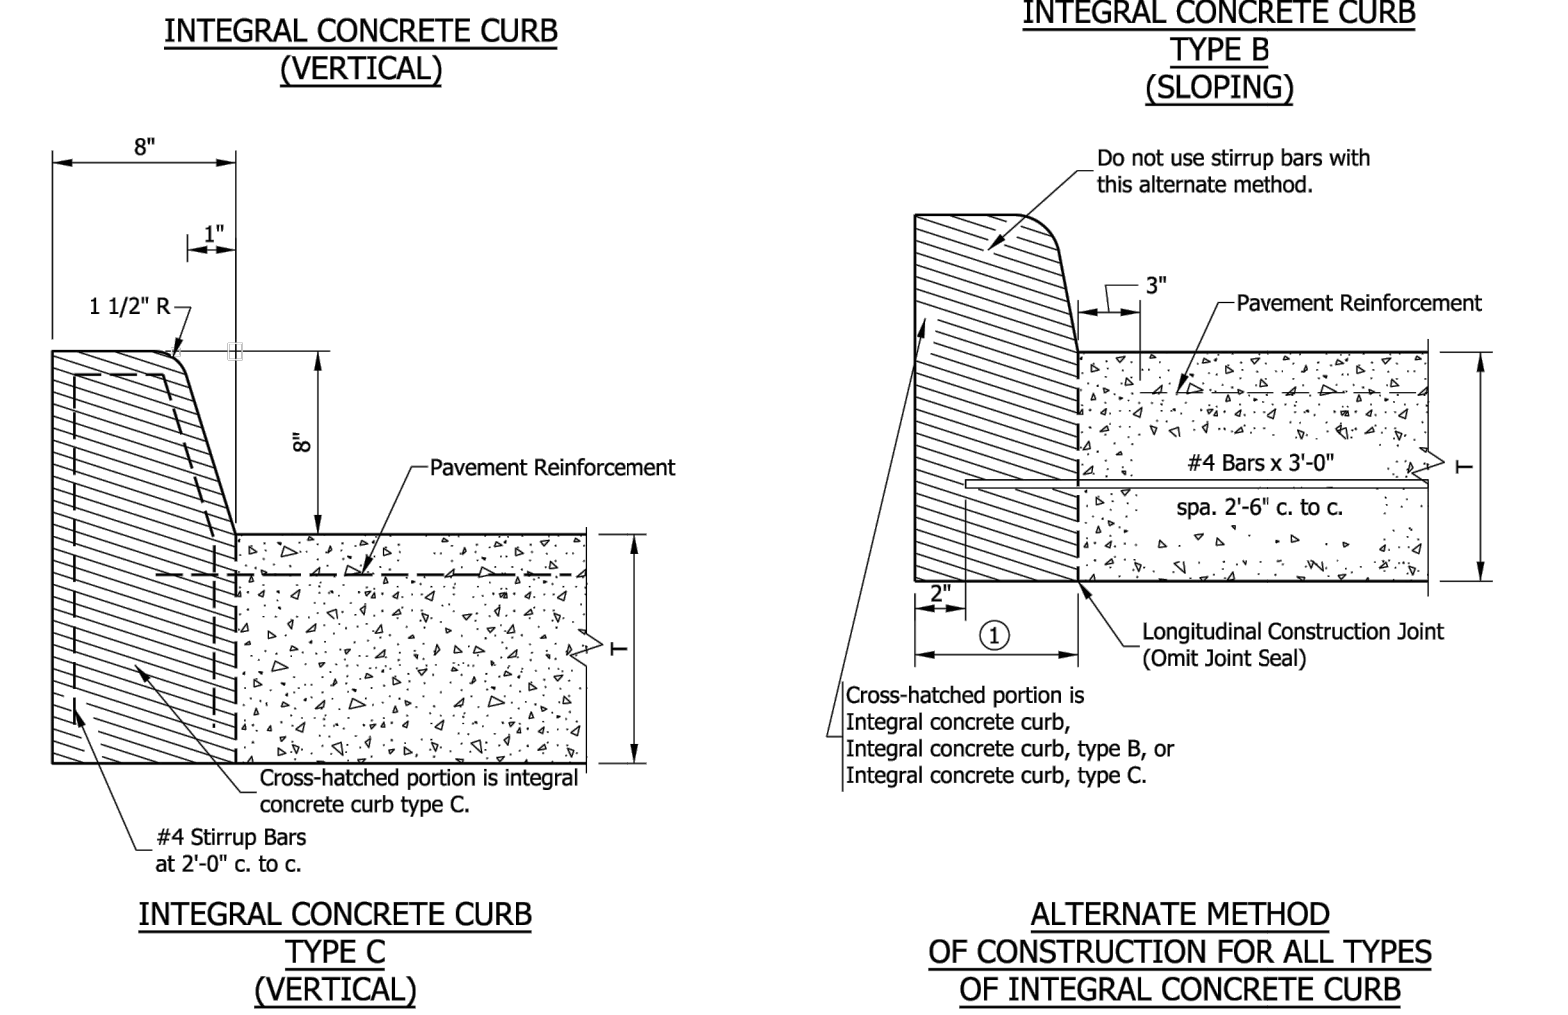 INTEGRAL CONCRETE CURB
(VERTICAL)
INTEGRAL CONCRETE CURB
TYPE B
(SLOPING)
8"
1"
1 1/2" R
8"
Pavement Reinforcement
T
Cross-hatched portion is integral
concrete curb type C.
#4 Stirrup Bars
at 2'-0" c. to c.
INTEGRAL CONCRETE CURB
TYPE C
(VERTICAL)
Do not use stirrup bars with
this alternate method.
3"
Pavement Reinforcement
#4 Bars x 3'-0"
spa. 2'-6" c. to c.
T
2"
1
Longitudinal Construction Joint
(Omit Joint Seal)
Cross-hatched portion is
Integral concrete curb,
Integral concrete curb, type B, or
Integral concrete curb, type C.
ALTERNATE METHOD
OF CONSTRUCTION FOR ALL TYPES
OF INTEGRAL CONCRETE CURB